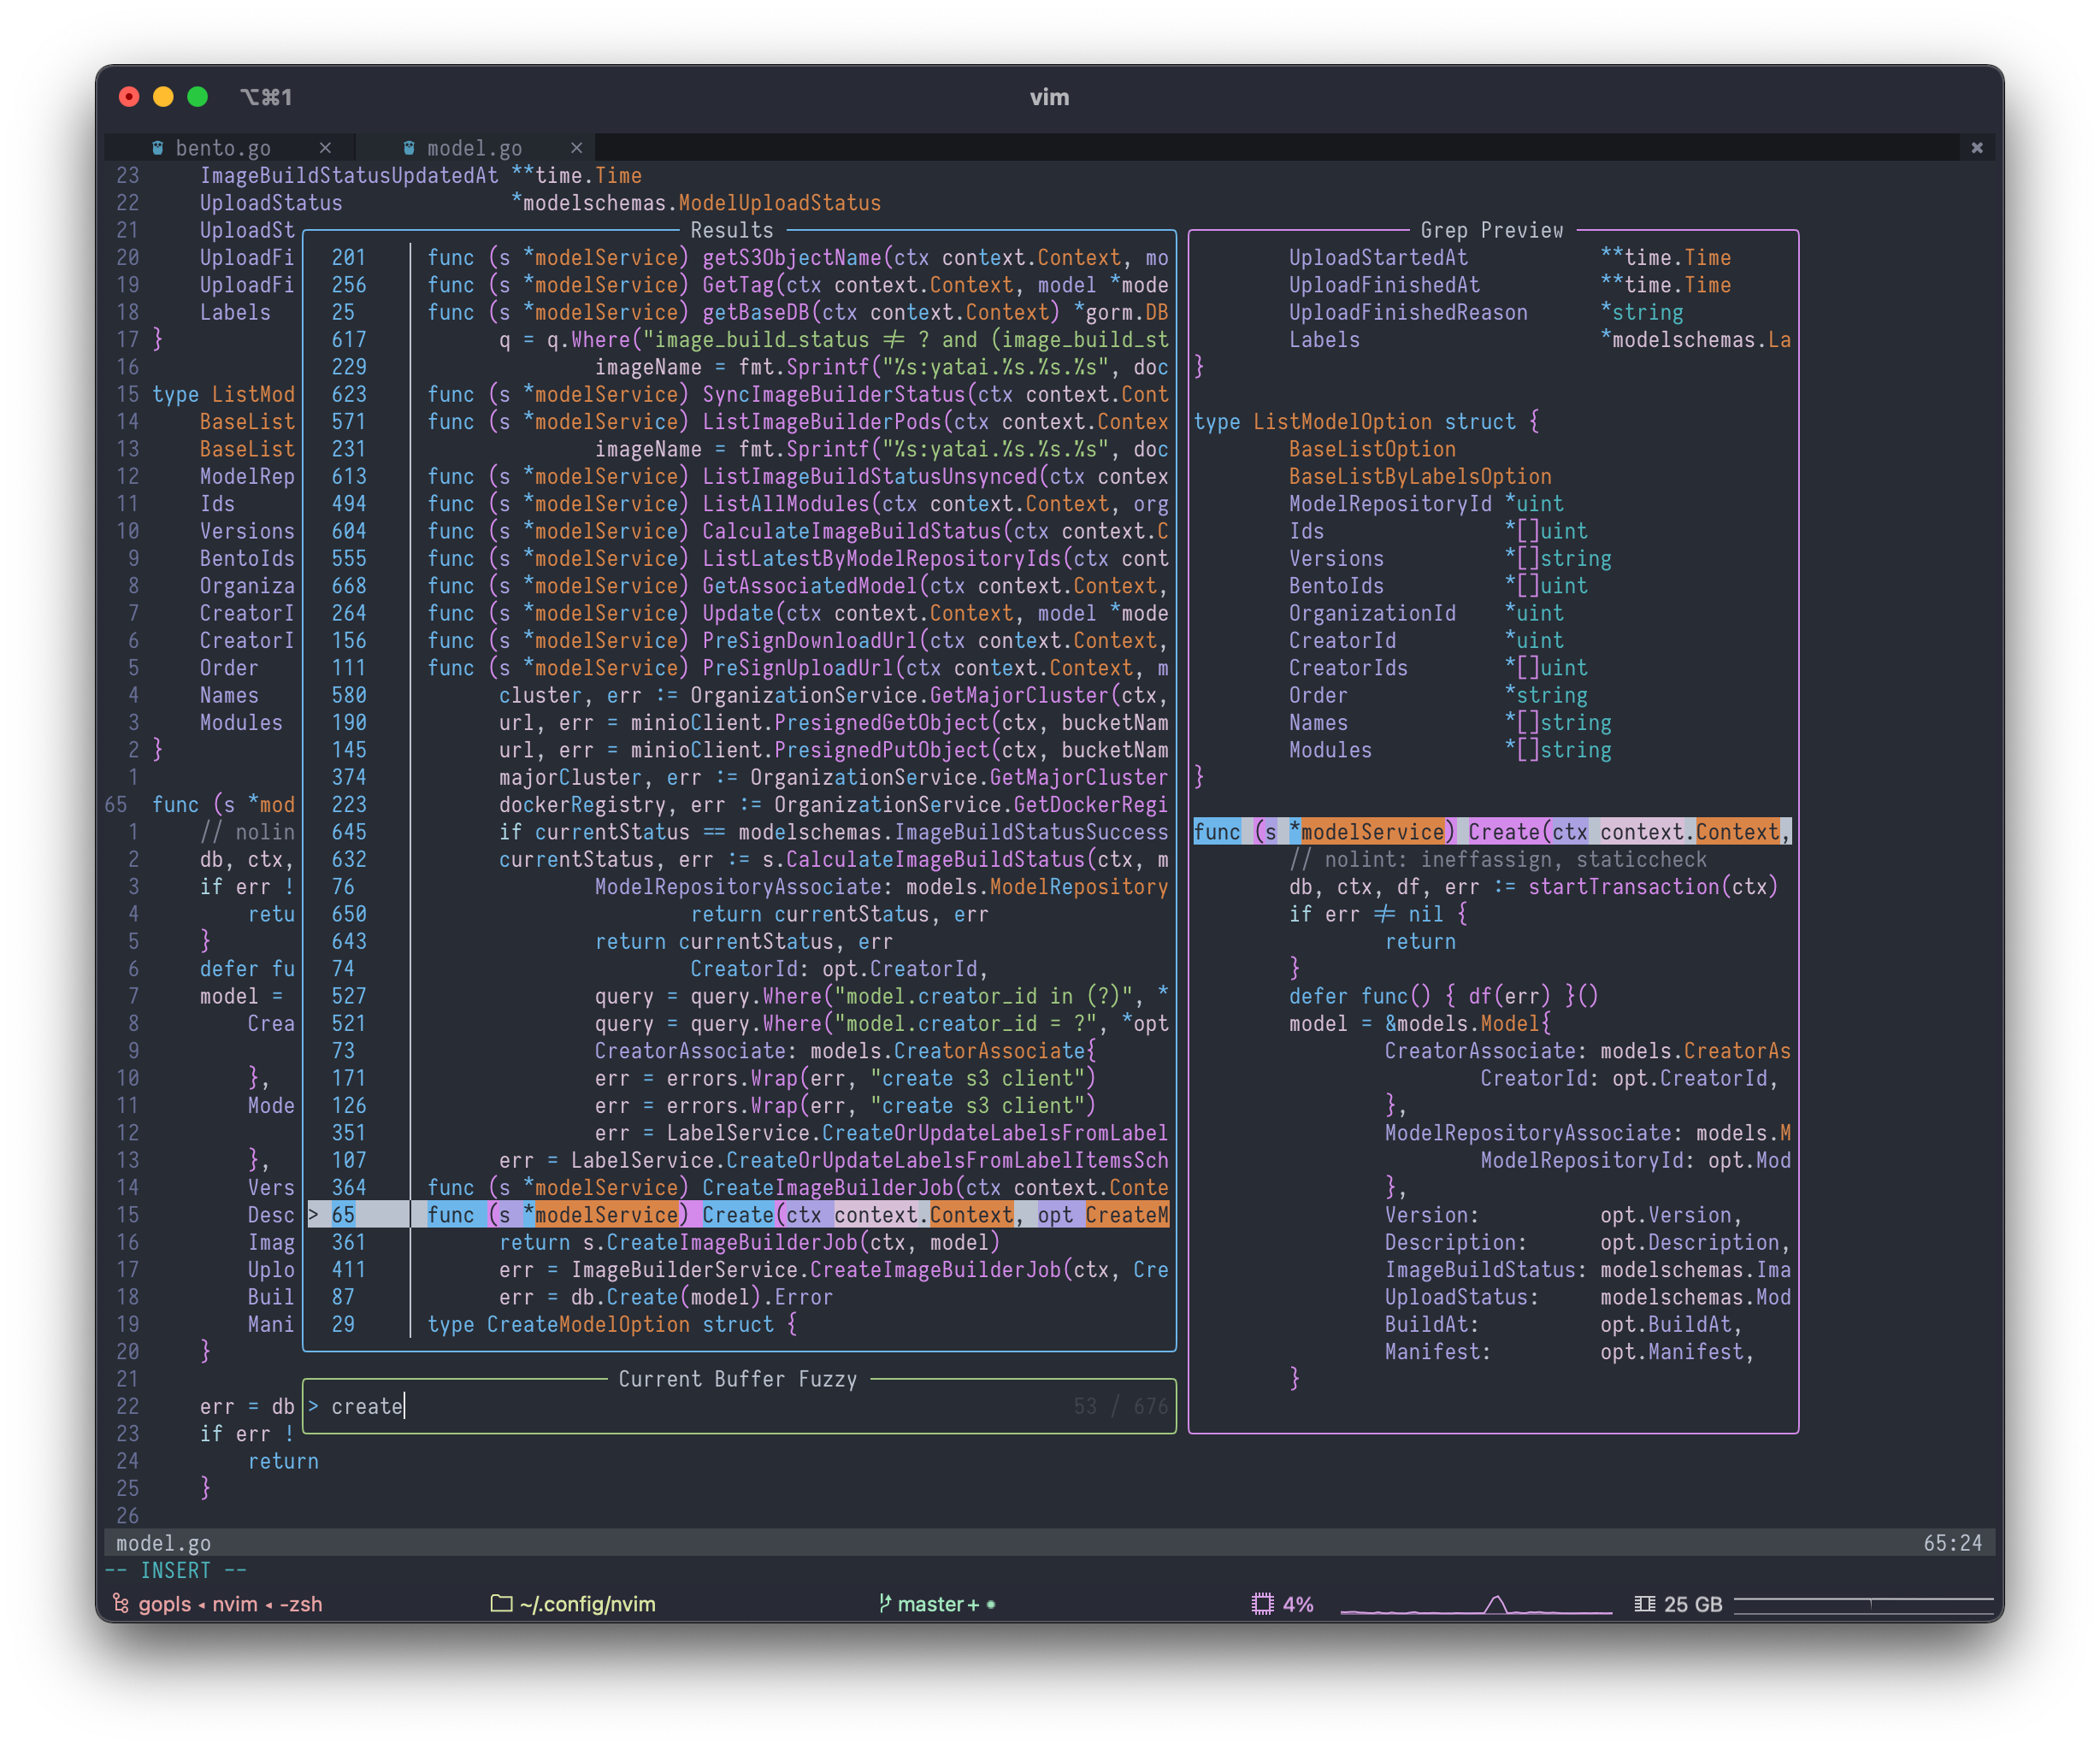 ⌥⌘1 vim
bento.go × model.go × ×
23 ImageBuildStatusUpdatedAt **time.Time
22 UploadStatus *modelschemas.ModelUploadStatus
21 UploadSt
20 UploadFi
19 UploadFi
18 Labels
17 }
16
15 type ListMod
14 BaseList
13 BaseList
12 ModelRep
11 Ids
10 Versions
9 BentoIds
8 Organiza
7 CreatorI
6 CreatorI
5 Order
4 Names
3 Modules
2 }
1
65 func (s *mod
1 // nolin
2 db, ctx,
3 if err !
4 retu
5 }
6 defer fu
7 model =
8 Crea
9
10 },
11 Mode
12
13 },
14 Vers
15 Desc
16 Imag
17 Uplo
18 Buil
19 Mani
20 }
21
22 err = db
23 if err !
24 return
25 }
26
Results
201 func (s *modelService) getS3ObjectName(ctx context.Context, mo
256 func (s *modelService) GetTag(ctx context.Context, model *mode
25 func (s *modelService) getBaseDB(ctx context.Context) *gorm.DB
617 q = q.Where("image_build_status != ? and (image_build_st
229 imageName = fmt.Sprintf("%s:yatai.%s.%s.%s", doc
623 func (s *modelService) SyncImageBuilderStatus(ctx context.Cont
571 func (s *modelService) ListImageBuilderPods(ctx context.Contex
231 imageName = fmt.Sprintf("%s:yatai.%s.%s.%s", doc
613 func (s *modelService) ListImageBuildStatusUnsynced(ctx contex
494 func (s *modelService) ListAllModules(ctx context.Context, org
604 func (s *modelService) CalculateImageBuildStatus(ctx context.C
555 func (s *modelService) ListLatestByModelRepositoryIds(ctx cont
668 func (s *modelService) GetAssociatedModel(ctx context.Context,
264 func (s *modelService) Update(ctx context.Context, model *mode
156 func (s *modelService) PreSignDownloadUrl(ctx context.Context,
111 func (s *modelService) PreSignUploadUrl(ctx context.Context, m
580 cluster, err := OrganizationService.GetMajorCluster(ctx,
190 url, err = minioClient.PresignedGetObject(ctx, bucketNam
145 url, err = minioClient.PresignedPutObject(ctx, bucketNam
374 majorCluster, err := OrganizationService.GetMajorCluster
223 dockerRegistry, err := OrganizationService.GetDockerRegi
645 if currentStatus == modelschemas.ImageBuildStatusSuccess
632 currentStatus, err := s.CalculateImageBuildStatus(ctx, m
76 ModelRepositoryAssociate: models.ModelRepository
650 return currentStatus, err
643 return currentStatus, err
74 CreatorId: opt.CreatorId,
527 query = query.Where("model.creator_id in (?)", *
521 query = query.Where("model.creator_id = ?", *opt
73 CreatorAssociate: models.CreatorAssociate{
171 err = errors.Wrap(err, "create s3 client")
126 err = errors.Wrap(err, "create s3 client")
351 err = LabelService.CreateOrUpdateLabelsFromLabel
107 err = LabelService.CreateOrUpdateLabelsFromLabelItemsSch
364 func (s *modelService) CreateImageBuilderJob(ctx context.Conte
> 65 func (s *modelService) Create(ctx context.Context, opt CreateM
361 return s.CreateImageBuilderJob(ctx, model)
411 err = ImageBuilderService.CreateImageBuilderJob(ctx, Cre
87 err = db.Create(model).Error
29 type CreateModelOption struct {
Current Buffer Fuzzy
> create 53 / 676
Grep Preview
UploadStartedAt **time.Time
UploadFinishedAt **time.Time
UploadFinishedReason *string
Labels *modelschemas.La
}
type ListModelOption struct {
BaseListOption
BaseListByLabelsOption
ModelRepositoryId *uint
Ids *[]uint
Versions *[]string
BentoIds *[]uint
OrganizationId *uint
CreatorId *uint
CreatorIds *[]uint
Order *string
Names *[]string
Modules *[]string
}
func (s *modelService) Create(ctx context.Context,
// nolint: ineffassign, staticcheck
db, ctx, df, err := startTransaction(ctx)
if err != nil {
return
}
defer func() { df(err) }()
model = &models.Model{
CreatorAssociate: models.CreatorAs
CreatorId: opt.CreatorId,
},
ModelRepositoryAssociate: models.M
ModelRepositoryId: opt.Mod
},
Version: opt.Version,
Description: opt.Description,
ImageBuildStatus: modelschemas.Ima
UploadStatus: modelschemas.Mod
BuildAt: opt.BuildAt,
Manifest: opt.Manifest,
}
model.go 65:24
-- INSERT --
gopls ◂ nvim ◂ -zsh ~/.config/nvim master+ ● 4% 25 GB